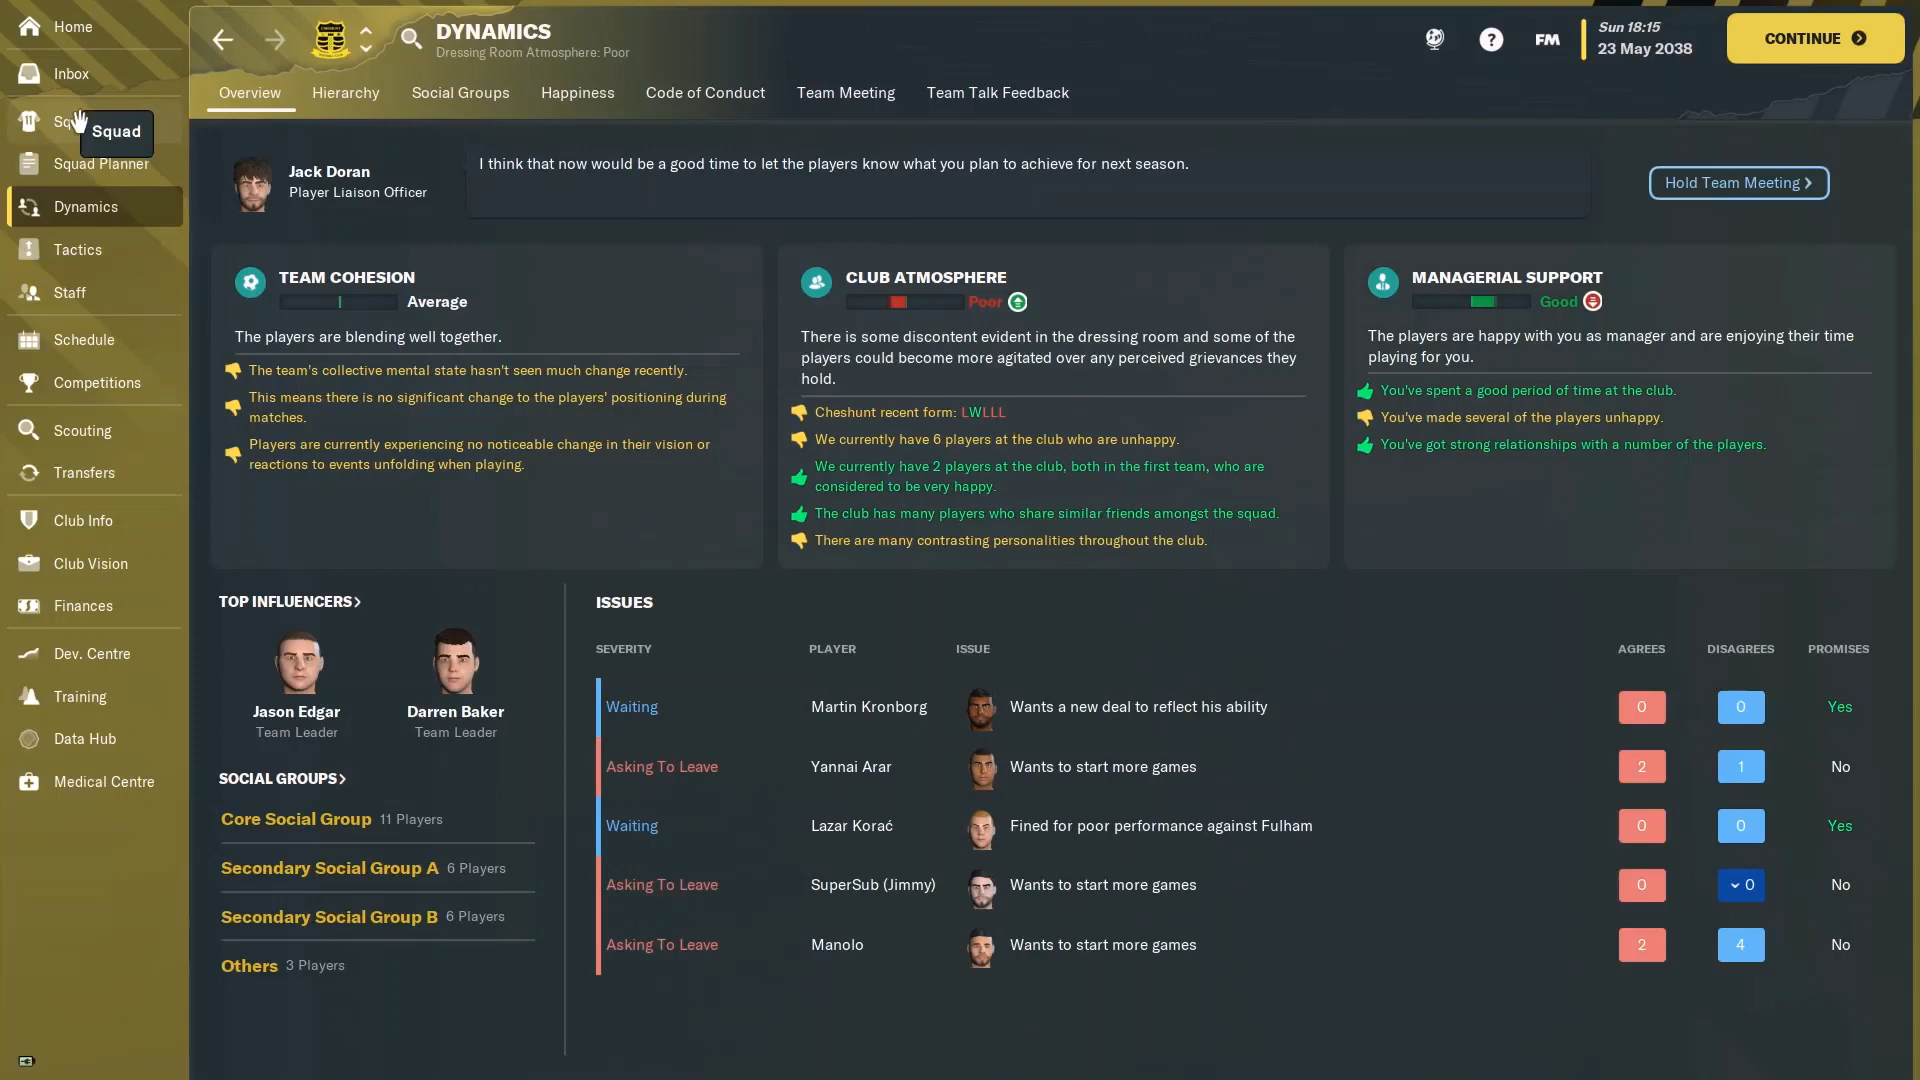 Home
Inbox
Sq
Squad
Squad Planner
Dynamics
Tactics
Staff
Schedule
Competitions
Scouting
Transfers
Club Info
Club Vision
Finances
Dev. Centre
Training
Data Hub
Medical Centre
DYNAMICS
Dressing Room Atmosphere: Poor
FM
Sun 18:15
23 May 2038
CONTINUE
Overview Hierarchy Social Groups Happiness Code of Conduct Team Meeting Team Talk Feedback
Jack Doran
Player Liaison Officer
I think that now would be a good time to let the players know what you plan to achieve for next season.
Hold Team Meeting
TEAM COHESION
Average
The players are blending well together.
The team's collective mental state hasn't seen much change recently.
This means there is no significant change to the players' positioning during
matches.
Players are currently experiencing no noticeable change in their vision or
reactions to events unfolding when playing.
CLUB ATMOSPHERE
Poor
There is some discontent evident in the dressing room and some of the
players could become more agitated over any perceived grievances they
hold.
Cheshunt recent form: LWLLL
We currently have 6 players at the club who are unhappy.
We currently have 2 players at the club, both in the first team, who are
considered to be very happy.
The club has many players who share similar friends amongst the squad.
There are many contrasting personalities throughout the club.
MANAGERIAL SUPPORT
Good
The players are happy with you as manager and are enjoying their time
playing for you.
You've spent a good period of time at the club.
You've made several of the players unhappy.
You've got strong relationships with a number of the players.
TOP INFLUENCERS
Jason Edgar
Team Leader
Darren Baker
Team Leader
SOCIAL GROUPS
Core Social Group 11 Players
Secondary Social Group A 6 Players
Secondary Social Group B 6 Players
Others 3 Players
ISSUES
SEVERITY PLAYER ISSUE AGREES DISAGREES PROMISES
Waiting Martin Kronborg Wants a new deal to reflect his ability 0 0 Yes
Asking To Leave Yannai Arar Wants to start more games 2 1 No
Waiting Lazar Korać Fined for poor performance against Fulham 0 0 Yes
Asking To Leave SuperSub (Jimmy) Wants to start more games 0 0 No
Asking To Leave Manolo Wants to start more games 2 4 No